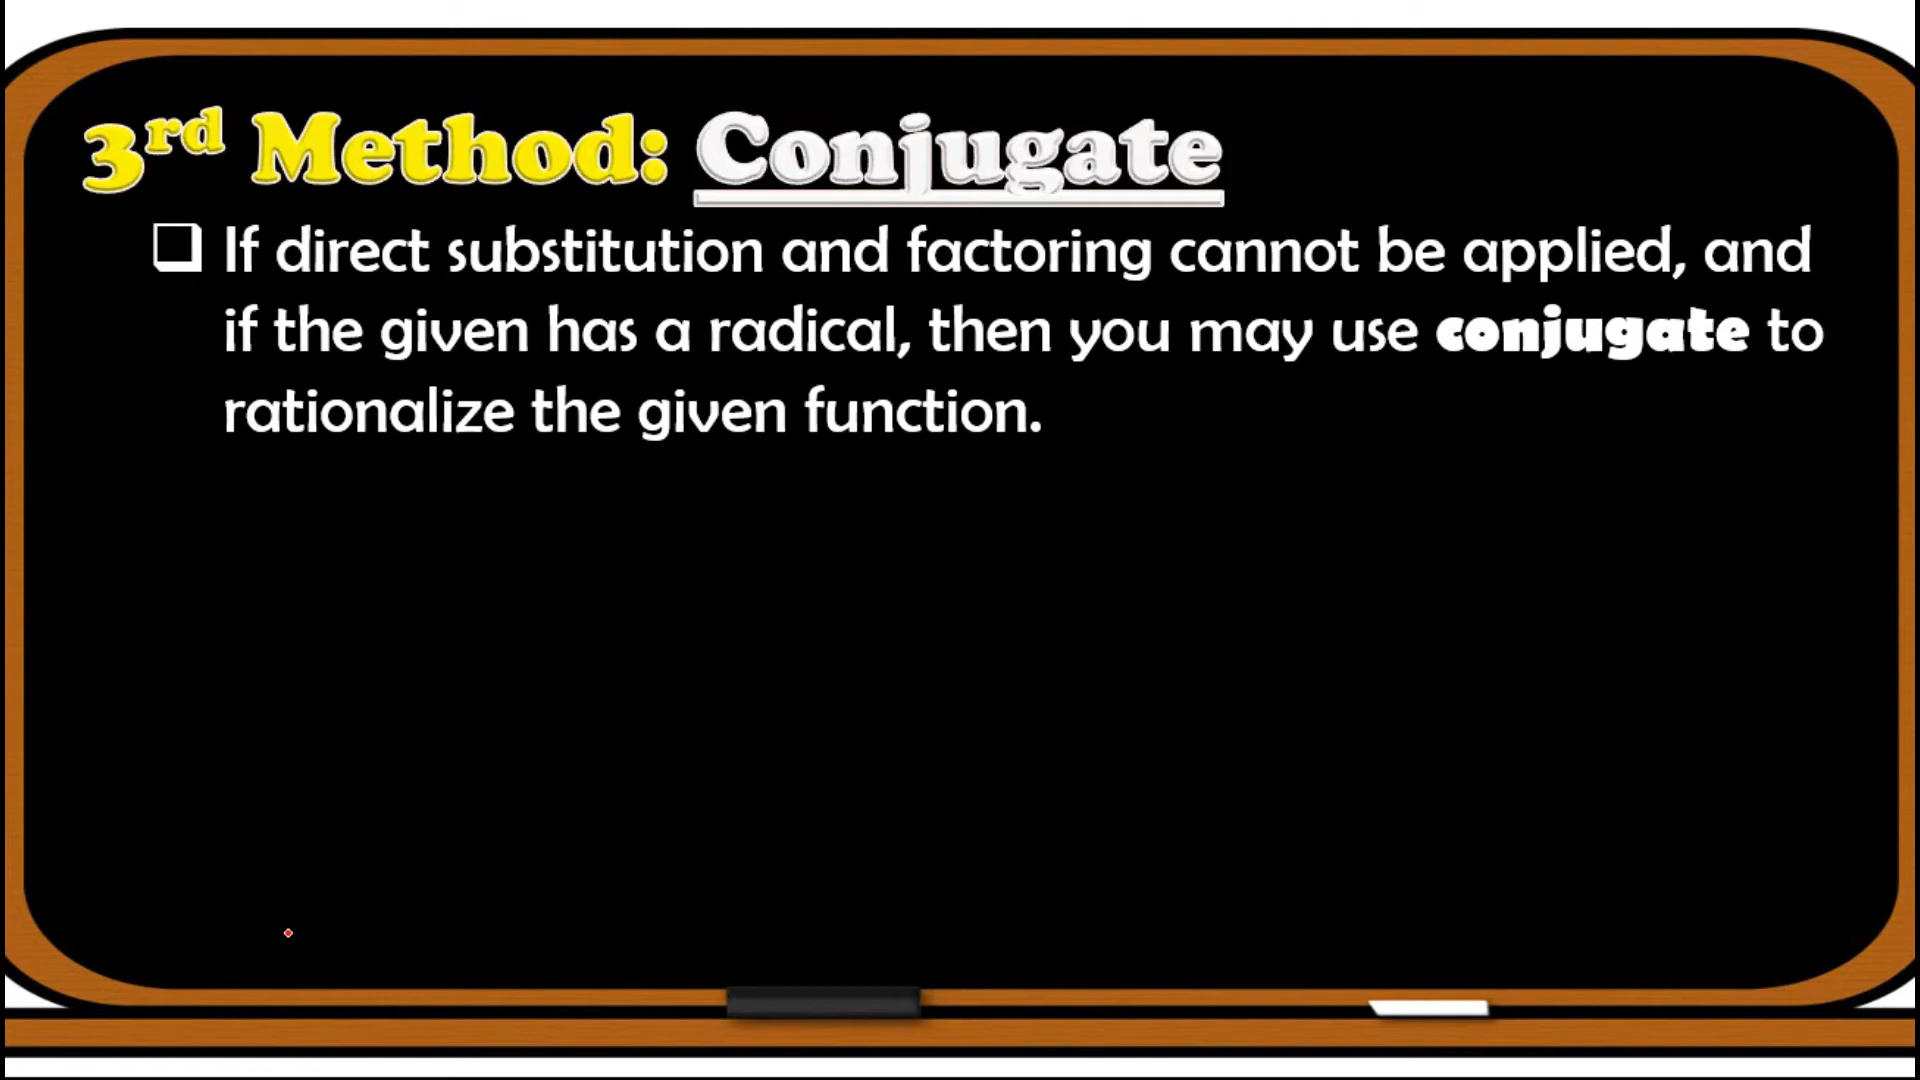 3rd Method: Conjugate
❑ If direct substitution and factoring cannot be applied, and
if the given has a radical, then you may use conjugate to
rationalize the given function.